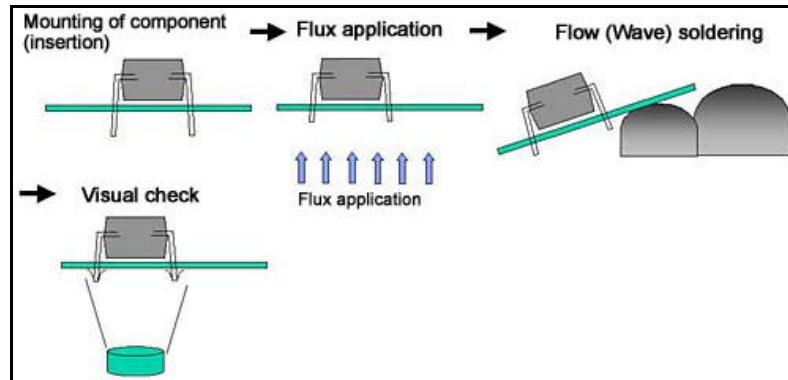 Mounting of component
(insertion)
Flux application
Flow (Wave) soldering
Flux application
Visual check